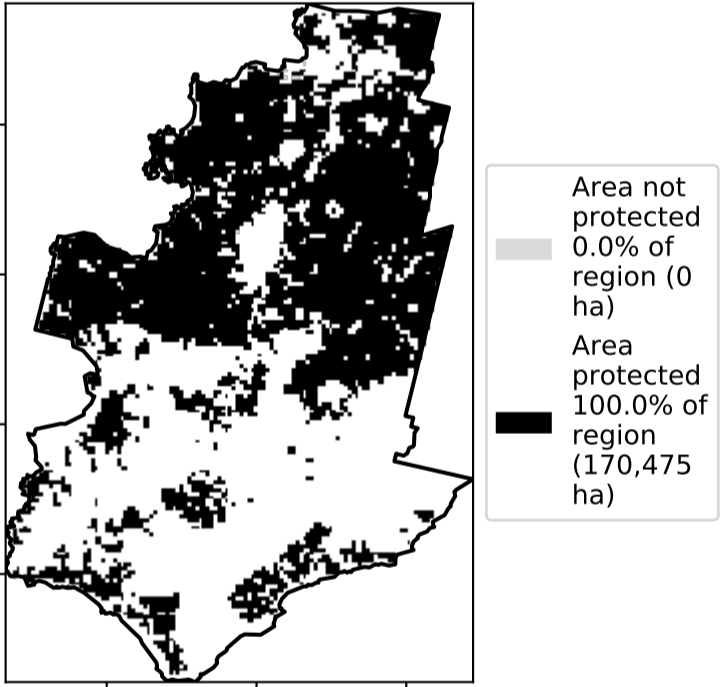 Area not
protected
0.0% of
region (0
ha)
Area
protected
100.0% of
region
(170,475
ha)